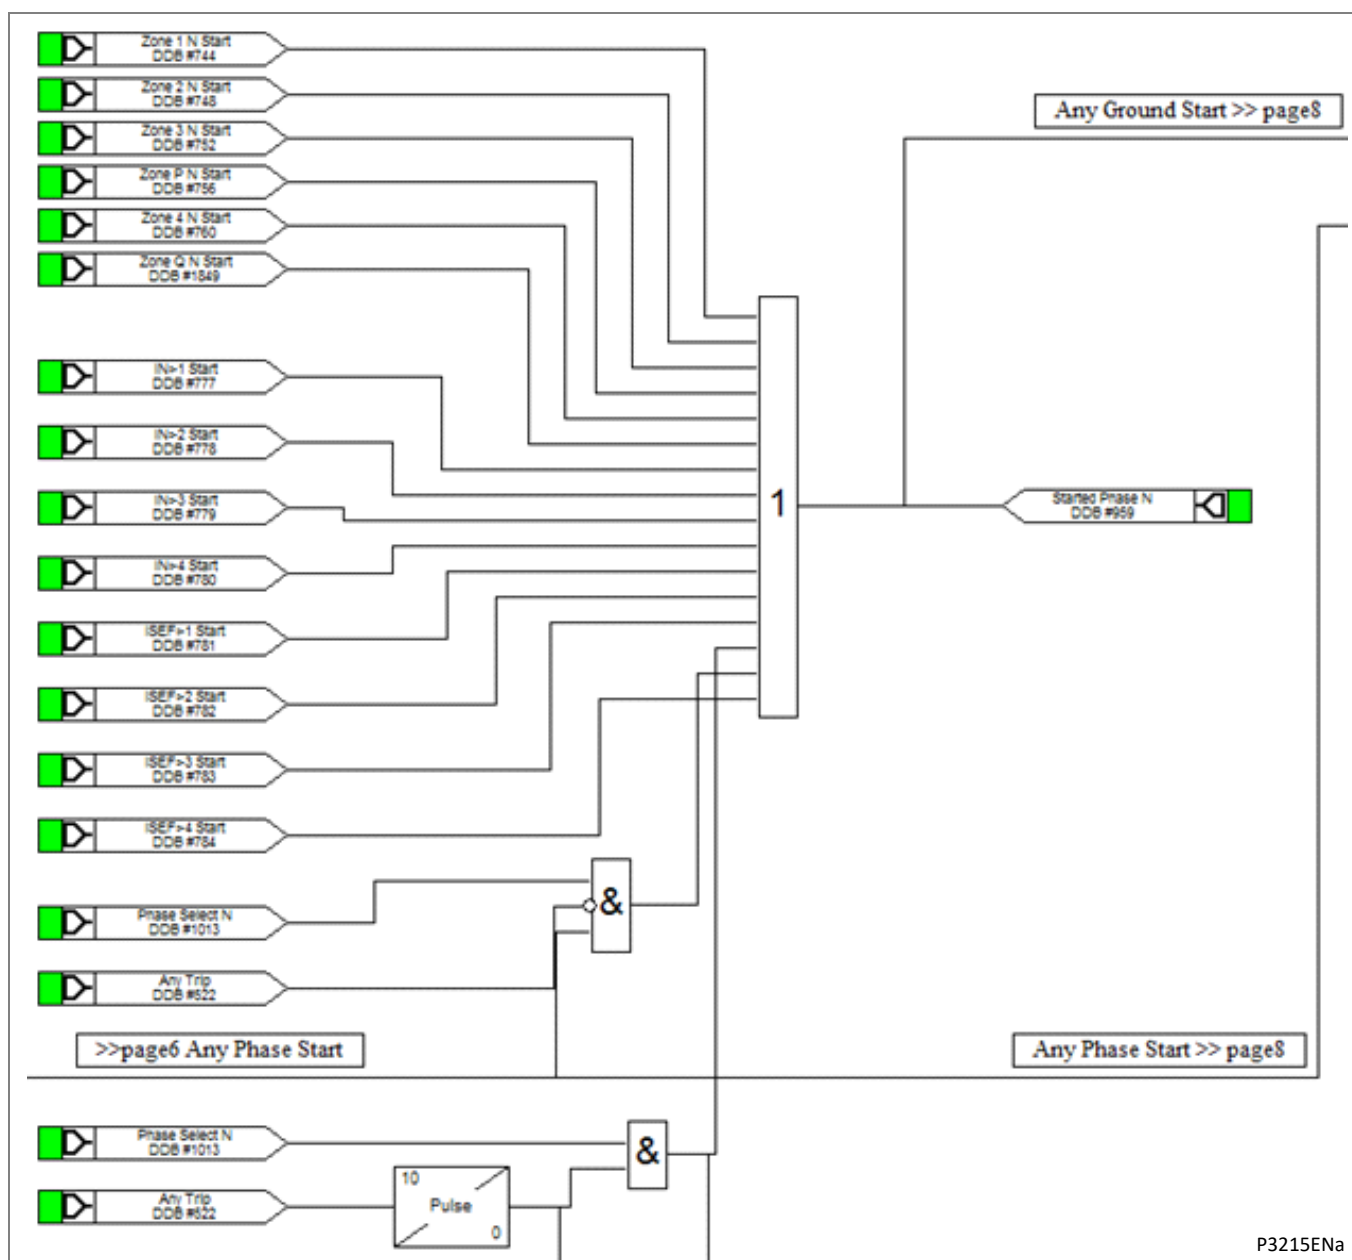 Zone 1 N Start
DDB #744
Zone 2 N Start
DDB #748
Any Ground Start >> page8
Zone 3 N Start
DDB #752
Zone P N Start
DDB #756
Zone 4 N Start
DDB #760
Zone Q N Start
DDB #1849
IN>1 Start
DDB #777
IN>2 Start
DDB #778
IN>3 Start
DDB #779
1
Started Phase N
DDB #959
IN>4 Start
DDB #780
ISEF>1 Start
DDB #781
ISEF>2 Start
DDB #782
ISEF>3 Start
DDB #783
ISEF>4 Start
DDB #784
&
Phase Select N
DDB #1013
Any Trip
DDB #522
>>page6 Any Phase Start
Any Phase Start >> page8
Phase Select N
DDB #1013
&
Any Trip
DDB #522
10
Pulse
0
P3215ENa